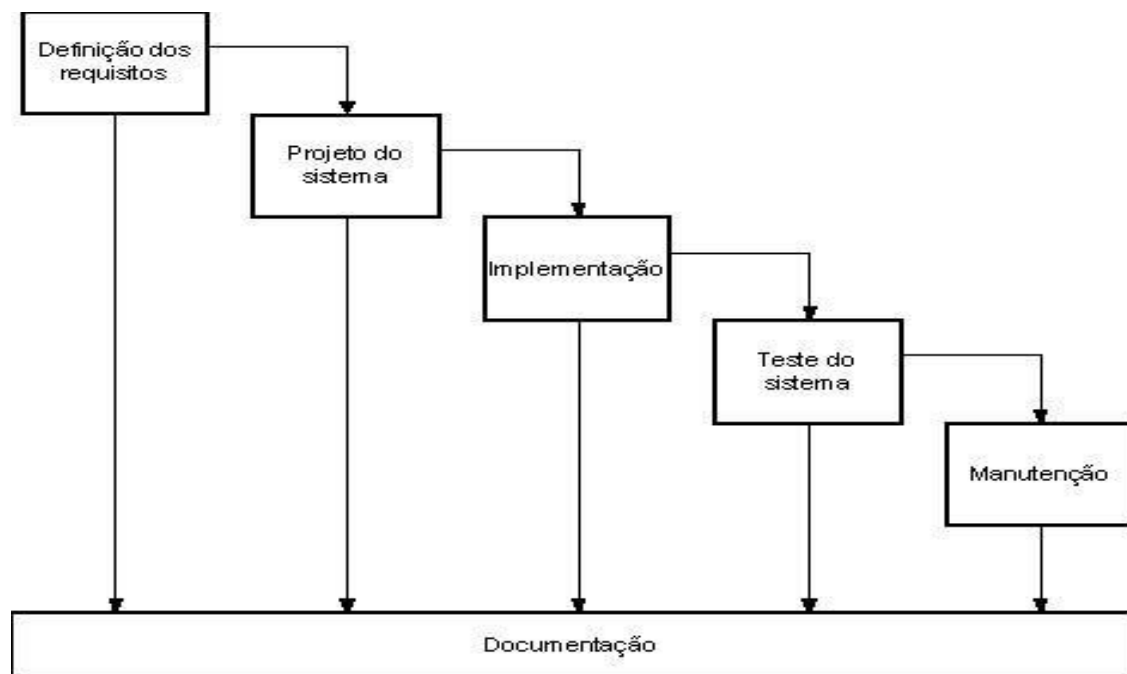 Definição dos
requisitos
Projeto do
sistema
Implementação
Teste do
sistema
Manutenção
Documentação